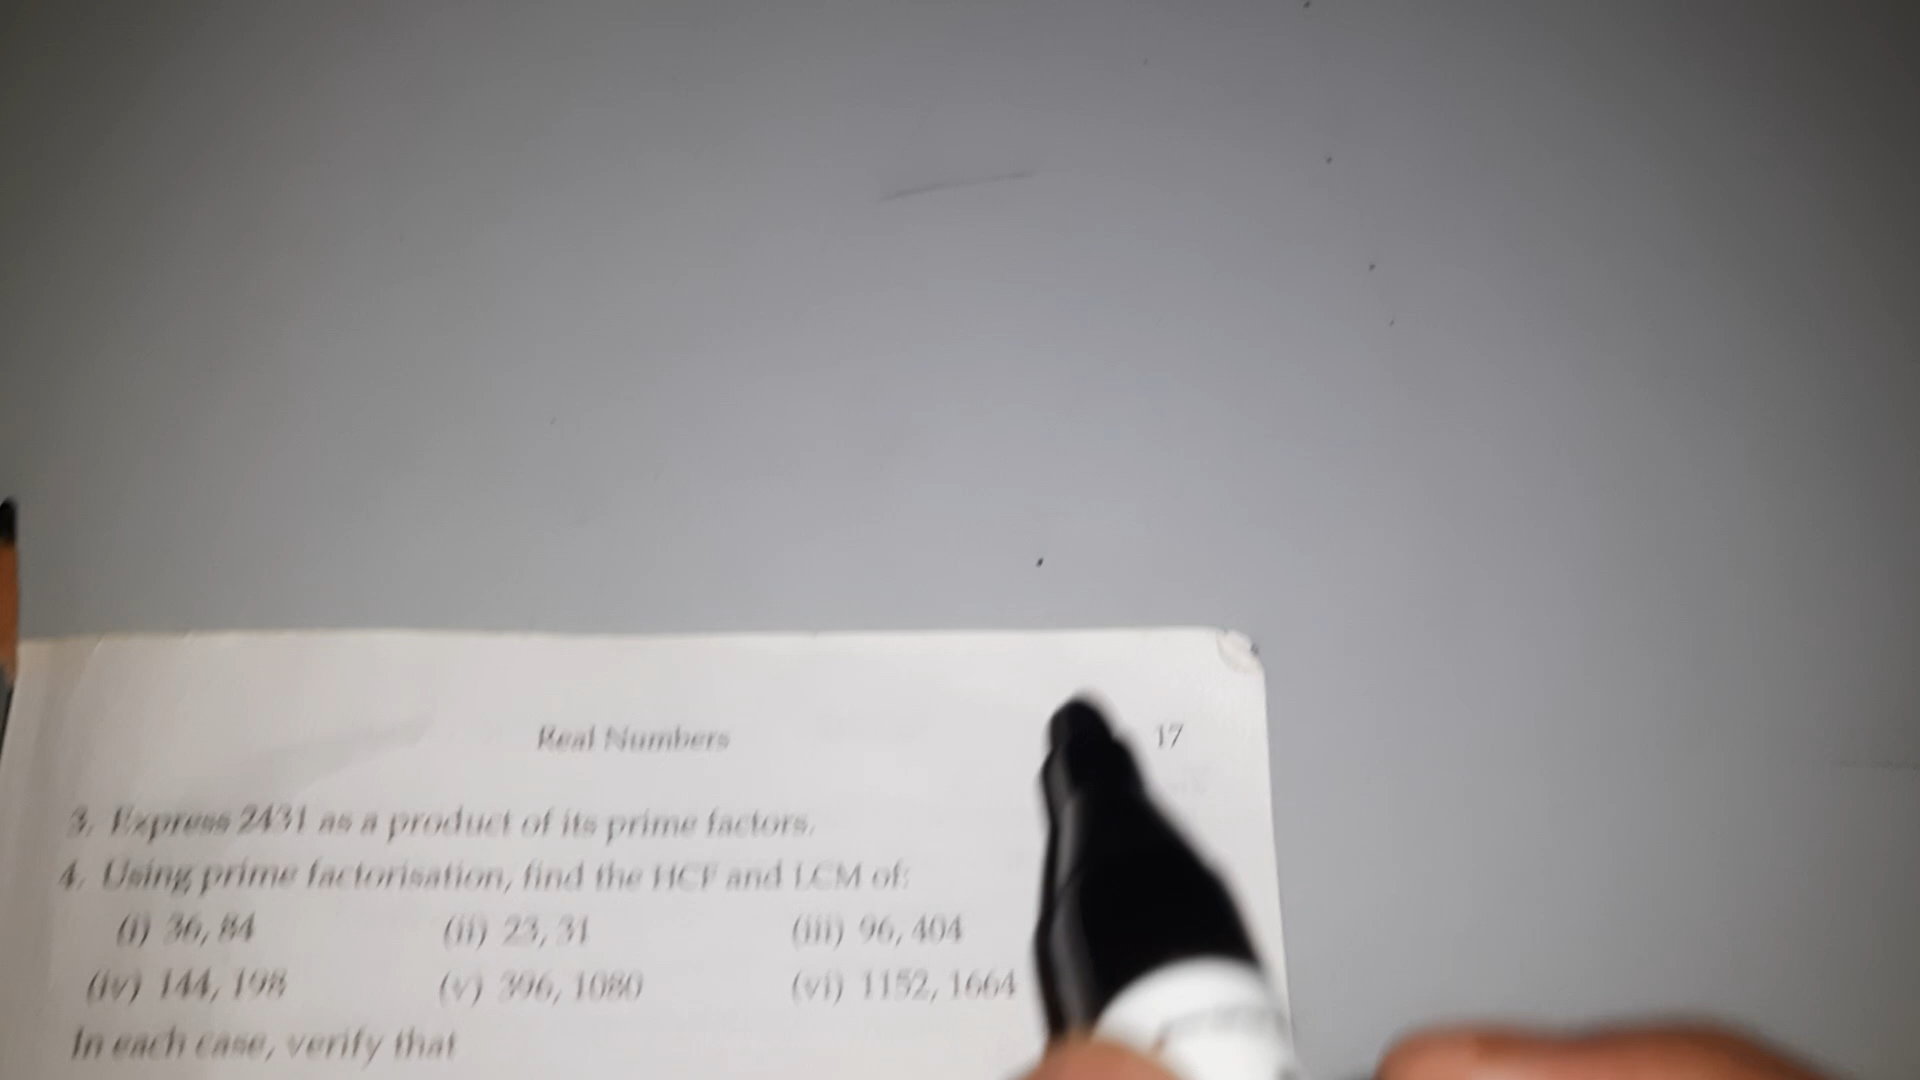 Real Numbers 17
3. Express 2431 as a product of its prime factors.
4. Using prime factorisation, find the HCF and LCM of:
(i) 36, 84 (ii) 23, 31 (iii) 96, 404
(iv) 144, 198 (v) 396, 1080 (vi) 1152, 1664
In each case, verify that